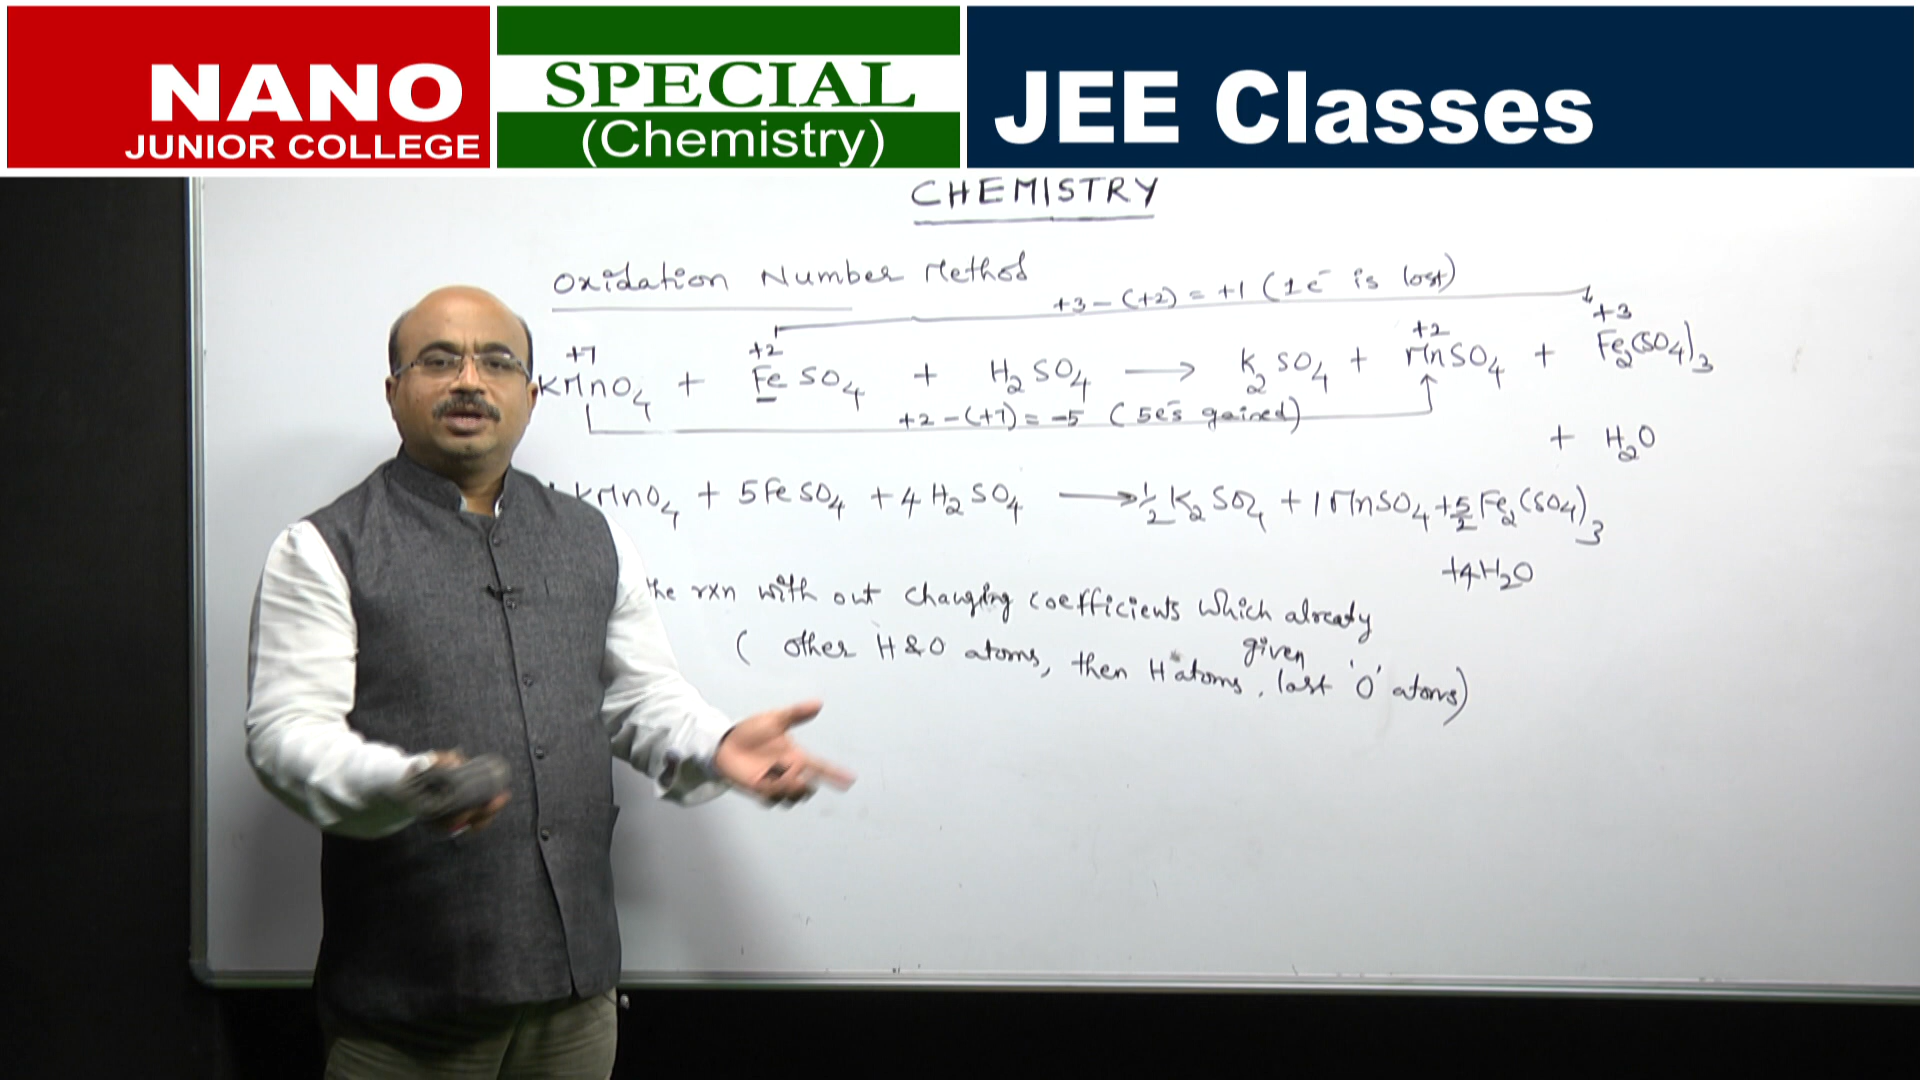 NANO
JUNIOR COLLEGE
SPECIAL
(Chemistry)
JEE Classes
CHEMISTRY
Oxidation Number Method
+3 − (+2) = +1 (1e⁻ is lost)
+7 +2 +2 +3
KMnO₄ + FeSO₄ + H₂SO₄ → K₂SO₄ + MnSO₄ + Fe₂(SO₄)₃
+2 − (+7) = −5 (5e⁻s gained)
+ H₂O
KMnO₄ + 5FeSO₄ + 4H₂SO₄ → ½K₂SO₄ + 1MnSO₄ + 5/2 Fe₂(SO₄)₃
+4H₂O
the rxn with out changing coefficients which already
given
( other H & O atoms, then H atoms, last 'O' atoms)